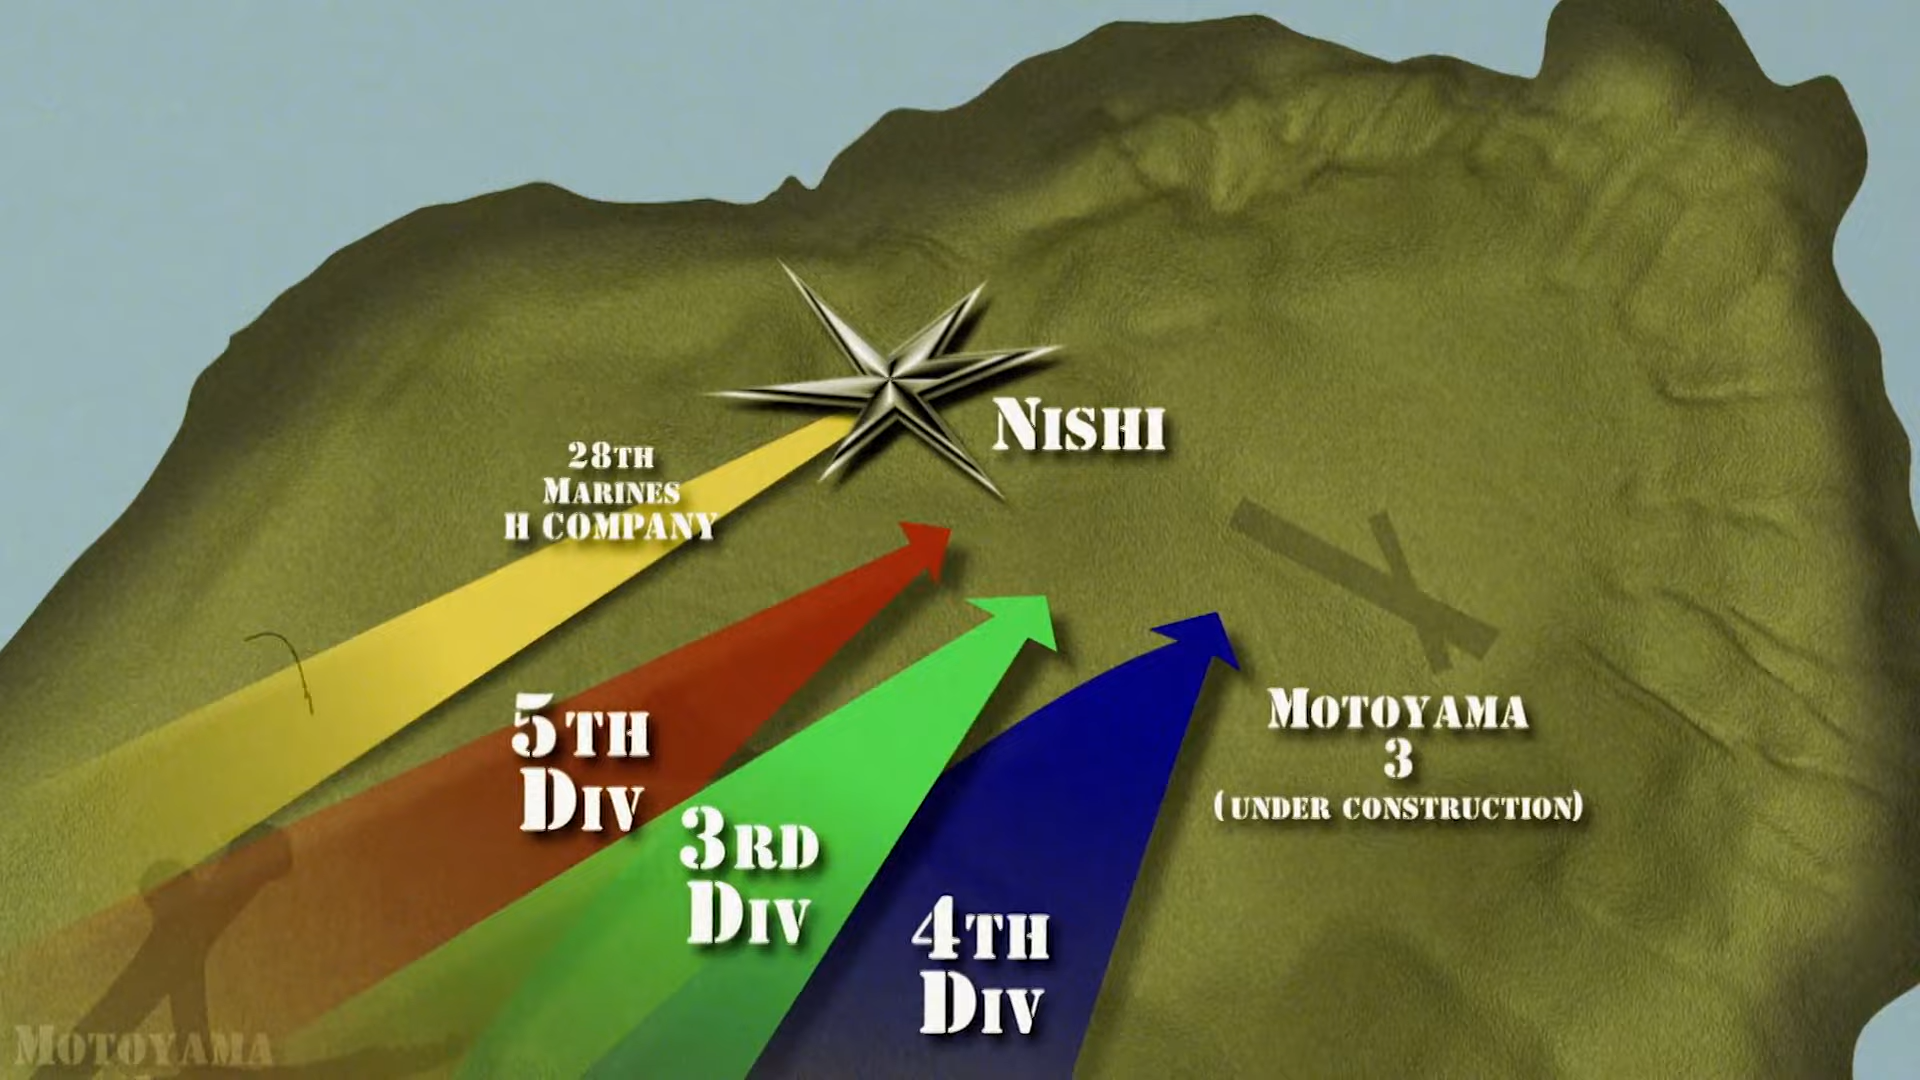 28TH
MARINES
H COMPANY
NISHI
5TH
DIV
3RD
DIV
4TH
DIV
MOTOYAMA
3
(UNDER CONSTRUCTION)
MOTOYAMA